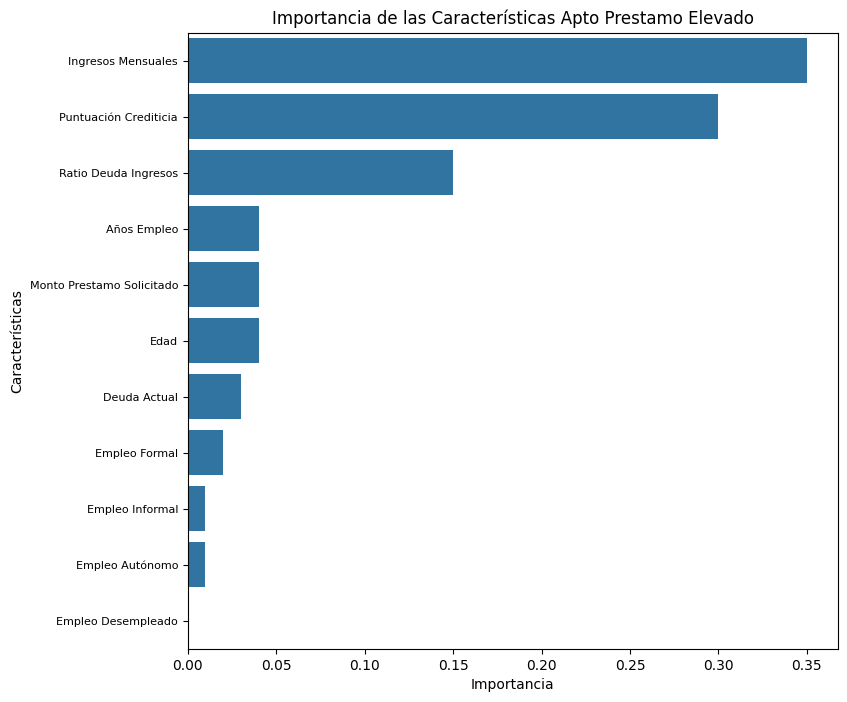 Importancia de las Características Apto Prestamo Elevado
Características
Ingresos Mensuales
Puntuación Crediticia
Ratio Deuda Ingresos
Años Empleo
Monto Prestamo Solicitado
Edad
Deuda Actual
Empleo Formal
Empleo Informal
Empleo Autónomo
Empleo Desempleado
0.00 0.05 0.10 0.15 0.20 0.25 0.30 0.35
Importancia